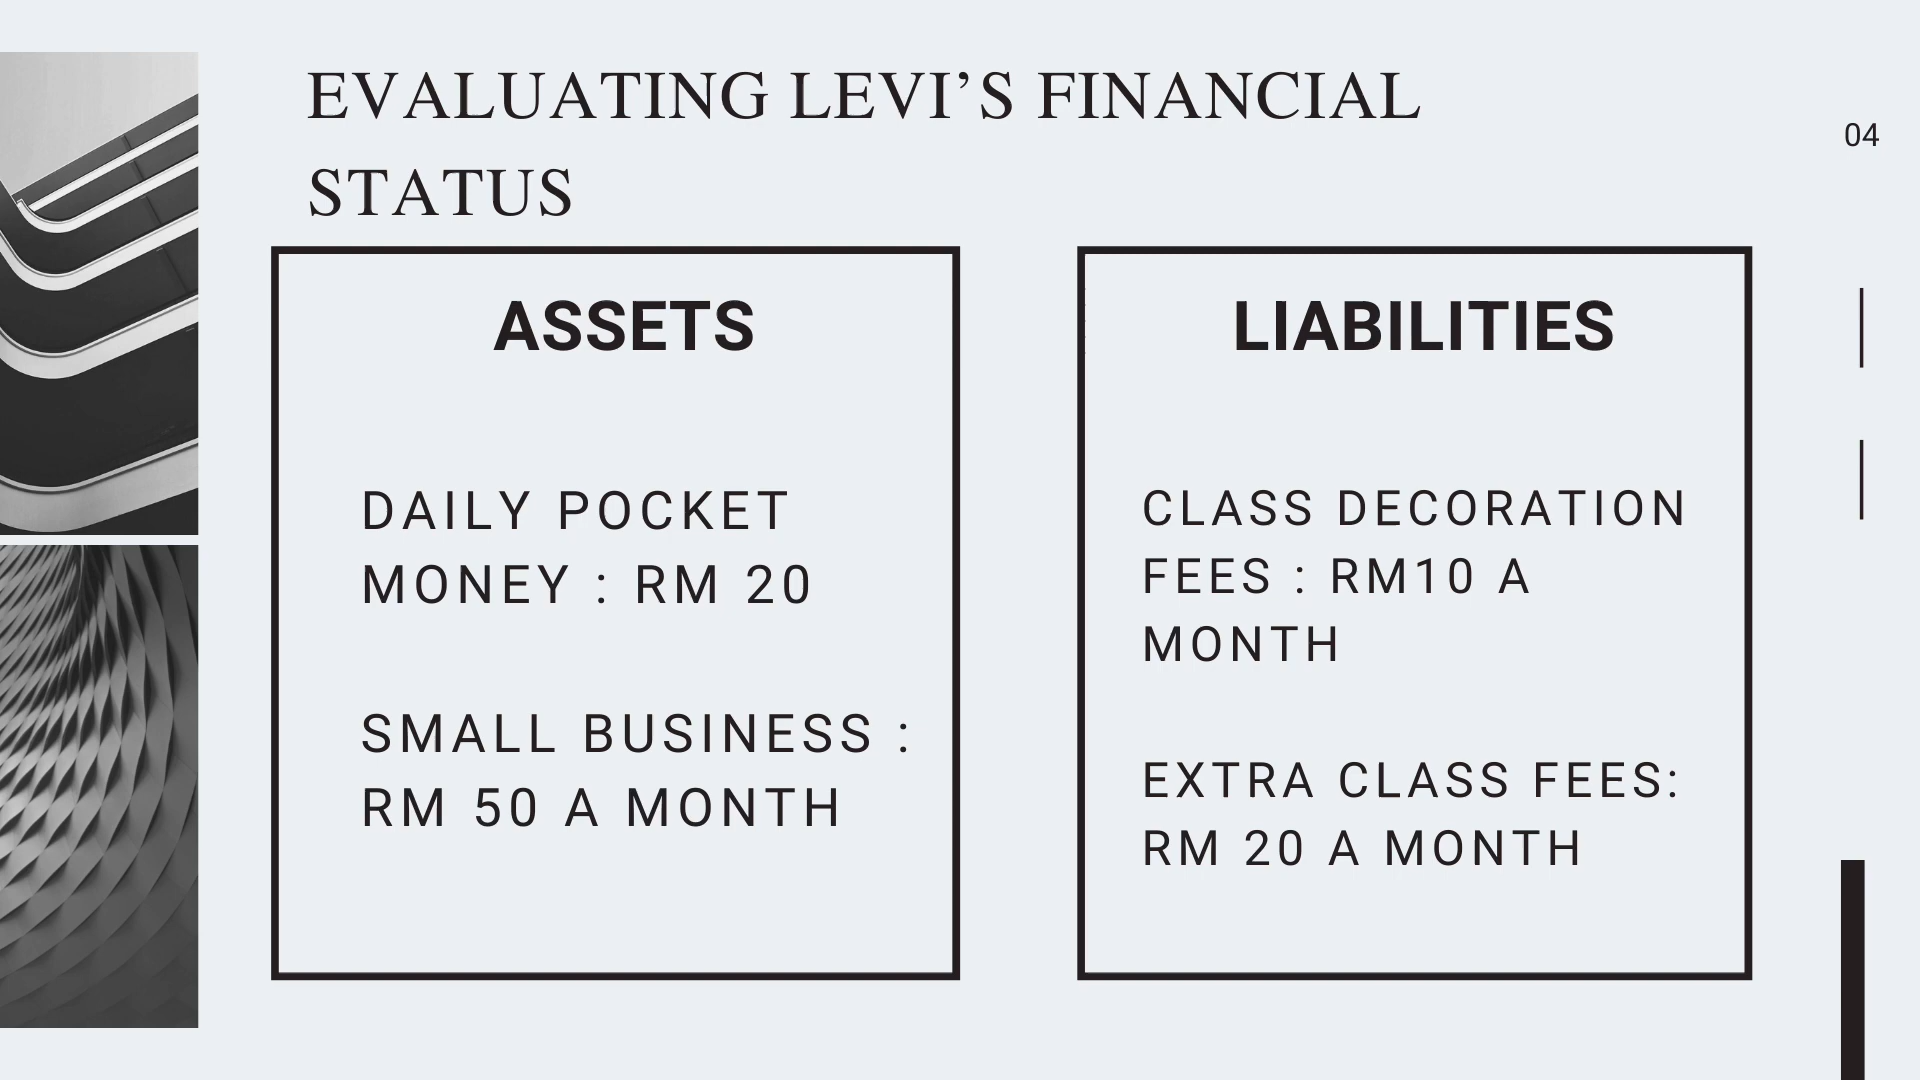 EVALUATING LEVI’S FINANCIAL
STATUS
04
ASSETS
DAILY POCKET
MONEY : RM 20
SMALL BUSINESS :
RM 50 A MONTH
LIABILITIES
CLASS DECORATION
FEES : RM10 A
MONTH
EXTRA CLASS FEES:
RM 20 A MONTH